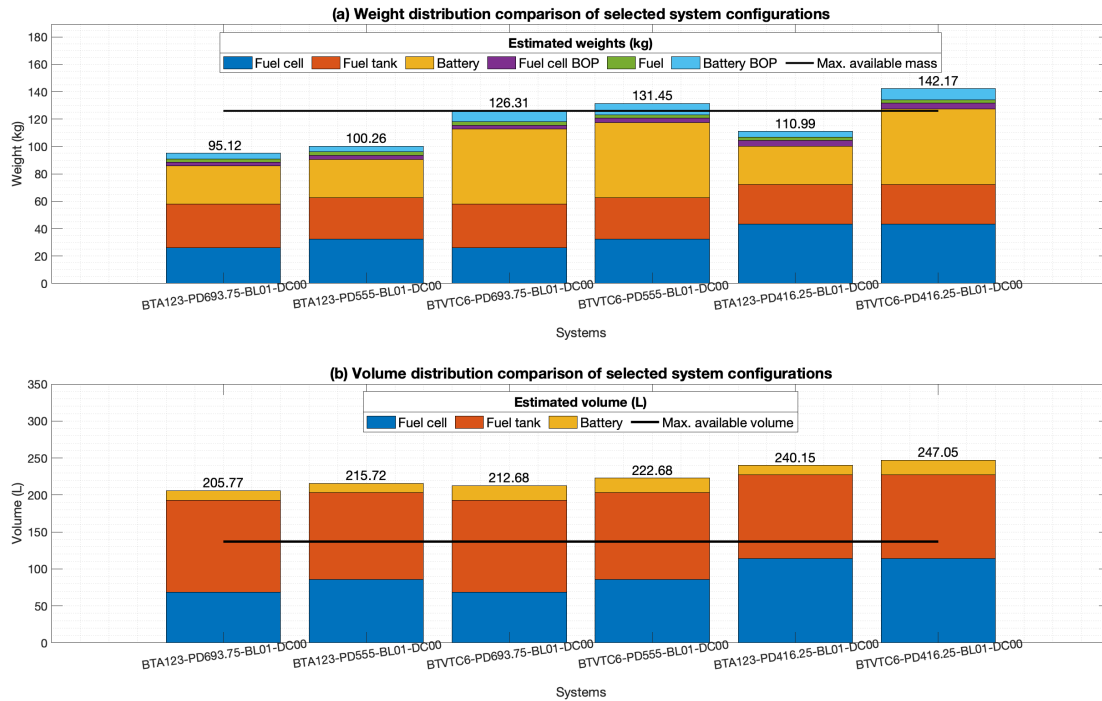 (a) Weight distribution comparison of selected system configurations
Estimated weights (kg)
Fuel cell Fuel tank Battery Fuel cell BOP Fuel Battery BOP Max. available mass
Weight (kg)
180
160
140
120
100
80
60
40
20
0
95.12
100.26
126.31
131.45
110.99
142.17
BTA123-PD693.75-BL01-DC00
BTA123-PD555-BL01-DC00
BTVTC6-PD693.75-BL01-DC00
BTVTC6-PD555-BL01-DC00
BTA123-PD416.25-BL01-DC00
BTVTC6-PD416.25-BL01-DC00
Systems
(b) Volume distribution comparison of selected system configurations
Estimated volume (L)
Fuel cell Fuel tank Battery Max. available volume
Volume (L)
350
300
250
200
150
100
50
0
205.77
215.72
212.68
222.68
240.15
247.05
BTA123-PD693.75-BL01-DC00
BTA123-PD555-BL01-DC00
BTVTC6-PD693.75-BL01-DC00
BTVTC6-PD555-BL01-DC00
BTA123-PD416.25-BL01-DC00
BTVTC6-PD416.25-BL01-DC00
Systems